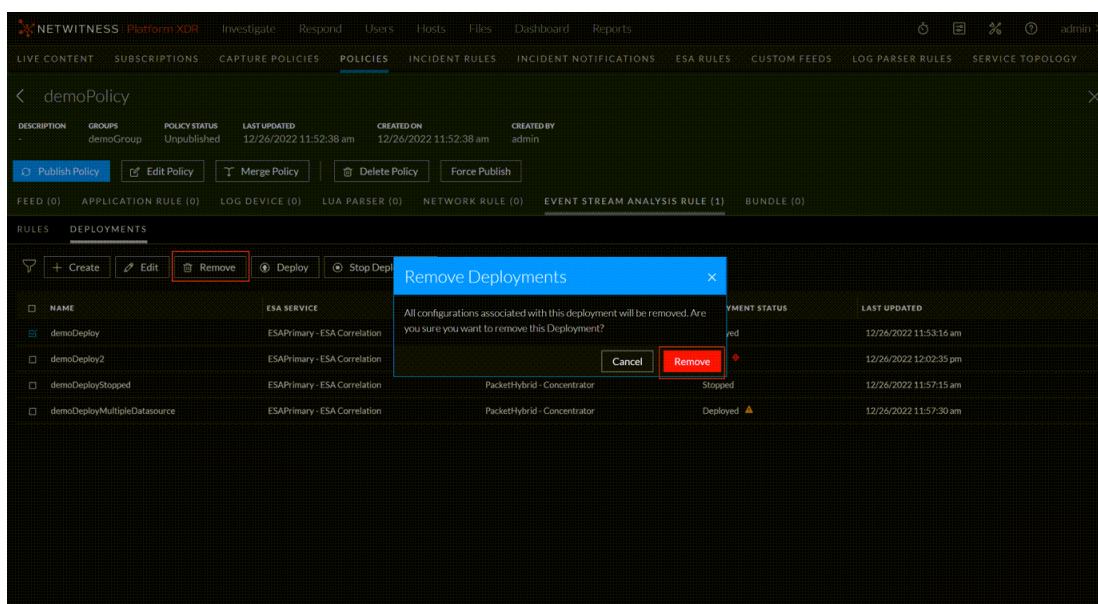 NETWITNESS Platform XDR Investigate Respond Users Hosts Files Dashboard Reports admin
LIVE CONTENT SUBSCRIPTIONS CAPTURE POLICIES POLICIES INCIDENT RULES INCIDENT NOTIFICATIONS ESA RULES CUSTOM FEEDS LOG PARSER RULES SERVICE TOPOLOGY
demoPolicy
DESCRIPTION GROUPS POLICY STATUS LAST UPDATED CREATED ON CREATED BY
- demoGroup Unpublished 12/26/2022 11:52:38 am 12/26/2022 11:52:38 am admin
Publish Policy Edit Policy Merge Policy Delete Policy Force Publish
FEED (0) APPLICATION RULE (0) LOG DEVICE (0) LUA PARSER (0) NETWORK RULE (0) EVENT STREAM ANALYSIS RULE (1) BUNDLE (0)
RULES DEPLOYMENTS
Create Edit Remove Deploy Stop Depl
Remove Deployments
NAME ESA SERVICE YMENT STATUS LAST UPDATED
All configurations associated with this deployment will be removed. Are
you sure you want to remove this Deployment?
demoDeploy ESAPrimary - ESA Correlation yed 12/26/2022 11:53:16 am
demoDeploy2 ESAPrimary - ESA Correlation 12/26/2022 12:02:35 pm
Cancel Remove
demoDeployStopped ESAPrimary - ESA Correlation PacketHybrid - Concentrator Stopped 12/26/2022 11:57:15 am
demoDeployMultipleDatasource ESAPrimary - ESA Correlation PacketHybrid - Concentrator Deployed 12/26/2022 11:57:30 am